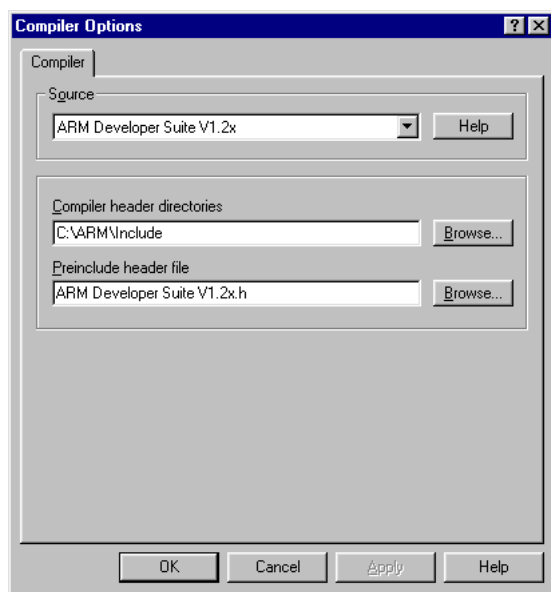 Compiler Options
Compiler
Source
ARM Developer Suite V1.2x
Help
Compiler header directories
C:\ARM\Include
Browse...
Preinclude header file
ARM Developer Suite V1.2x.h
Browse...
OK Cancel Apply Help